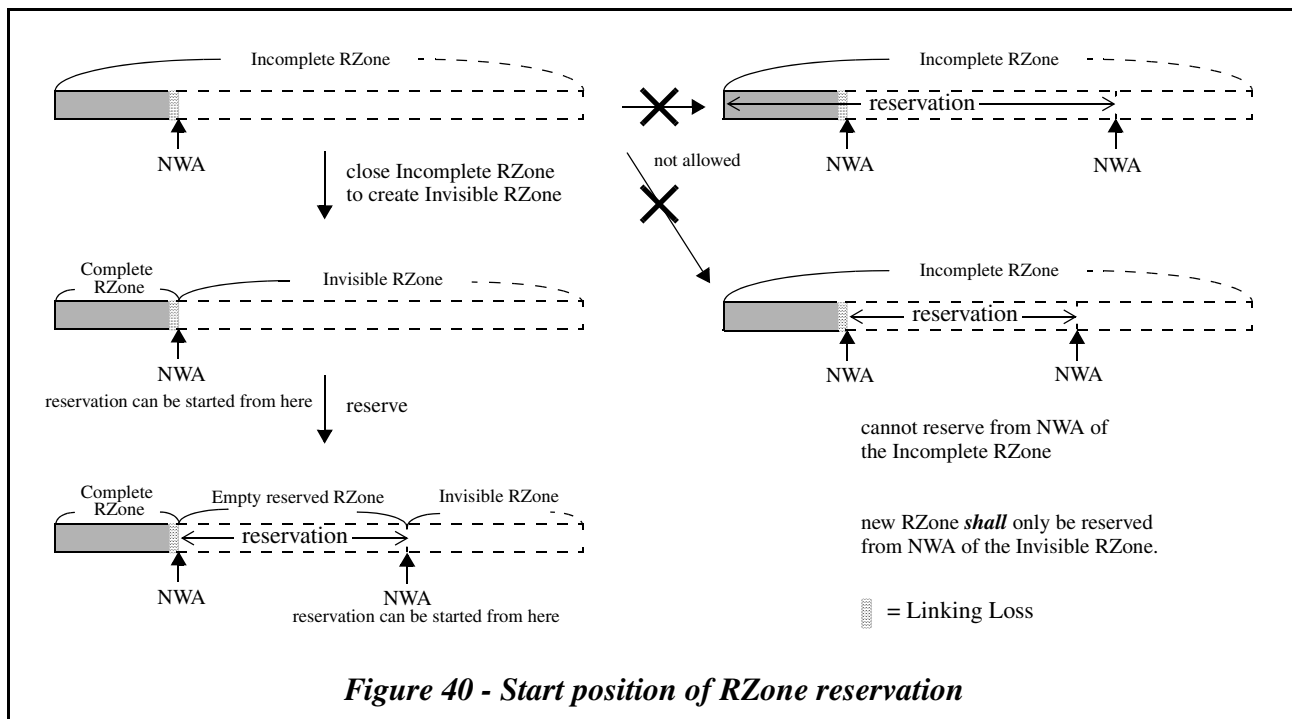 Incomplete RZone
NWA
close Incomplete RZone
to create Invisible RZone
Complete
RZone
Invisible RZone
NWA
reservation can be started from here
reserve
Complete
RZone
Empty reserved RZone
Invisible RZone
reservation
NWA
NWA
reservation can be started from here
not allowed
Incomplete RZone
reservation
NWA
NWA
Incomplete RZone
reservation
NWA
NWA
cannot reserve from NWA of
the Incomplete RZone
new RZone shall only be reserved
from NWA of the Invisible RZone.
= Linking Loss
Figure 40 - Start position of RZone reservation